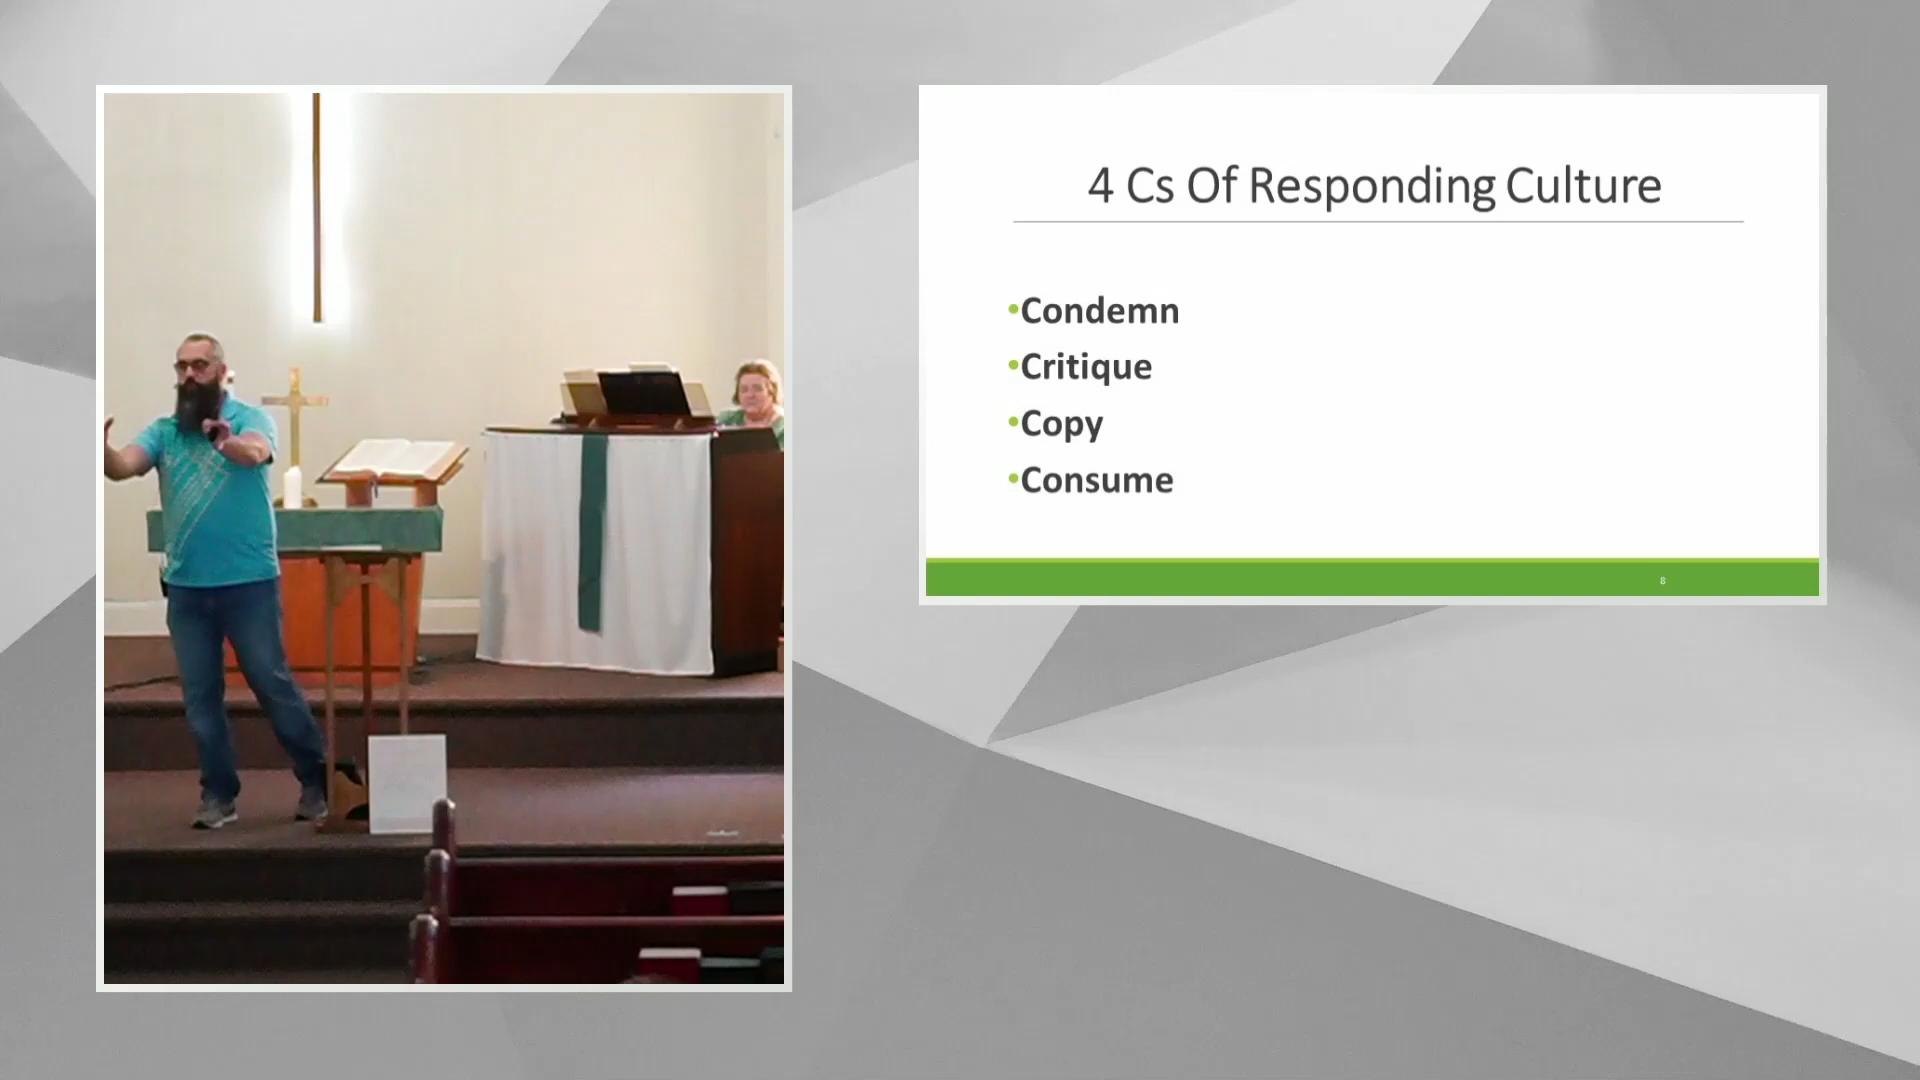 4 Cs Of Responding Culture
•Condemn
•Critique
•Copy
•Consume
8